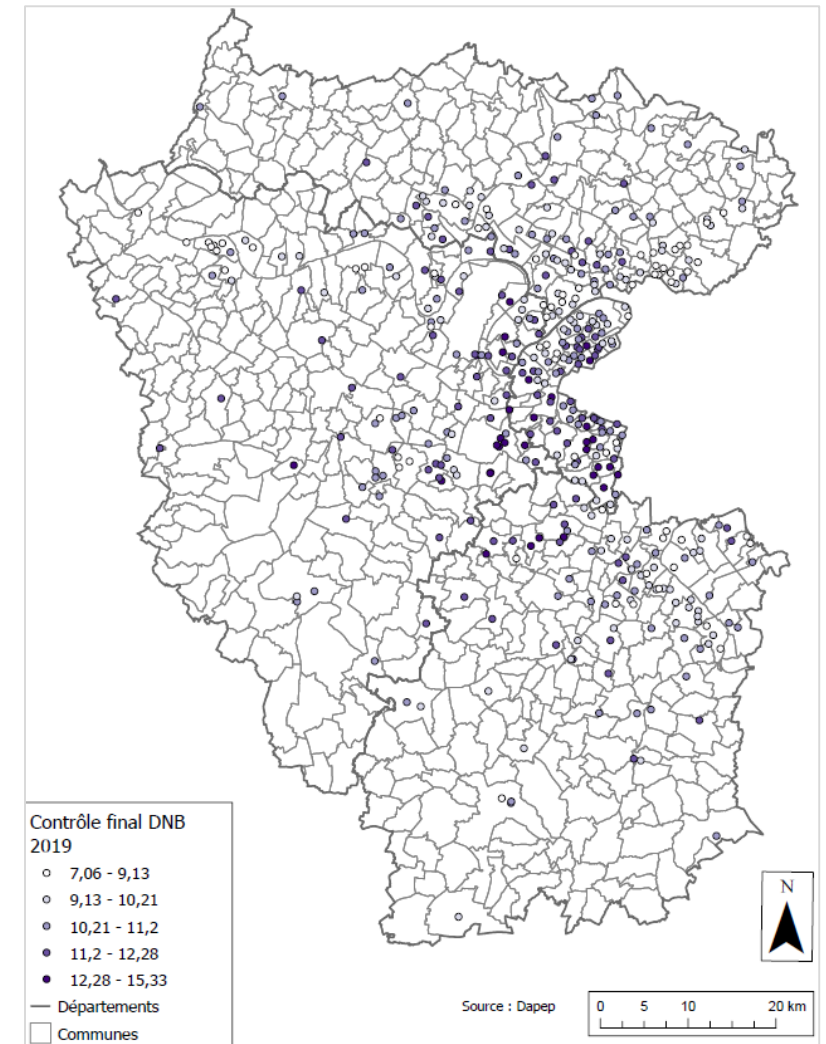 Contrôle final DNB
2019
7,06 - 9,13
9,13 - 10,21
10,21 - 11,2
11,2 - 12,28
12,28 - 15,33
Départements
Communes
Source : Dapep
N
0 5 10 20 km